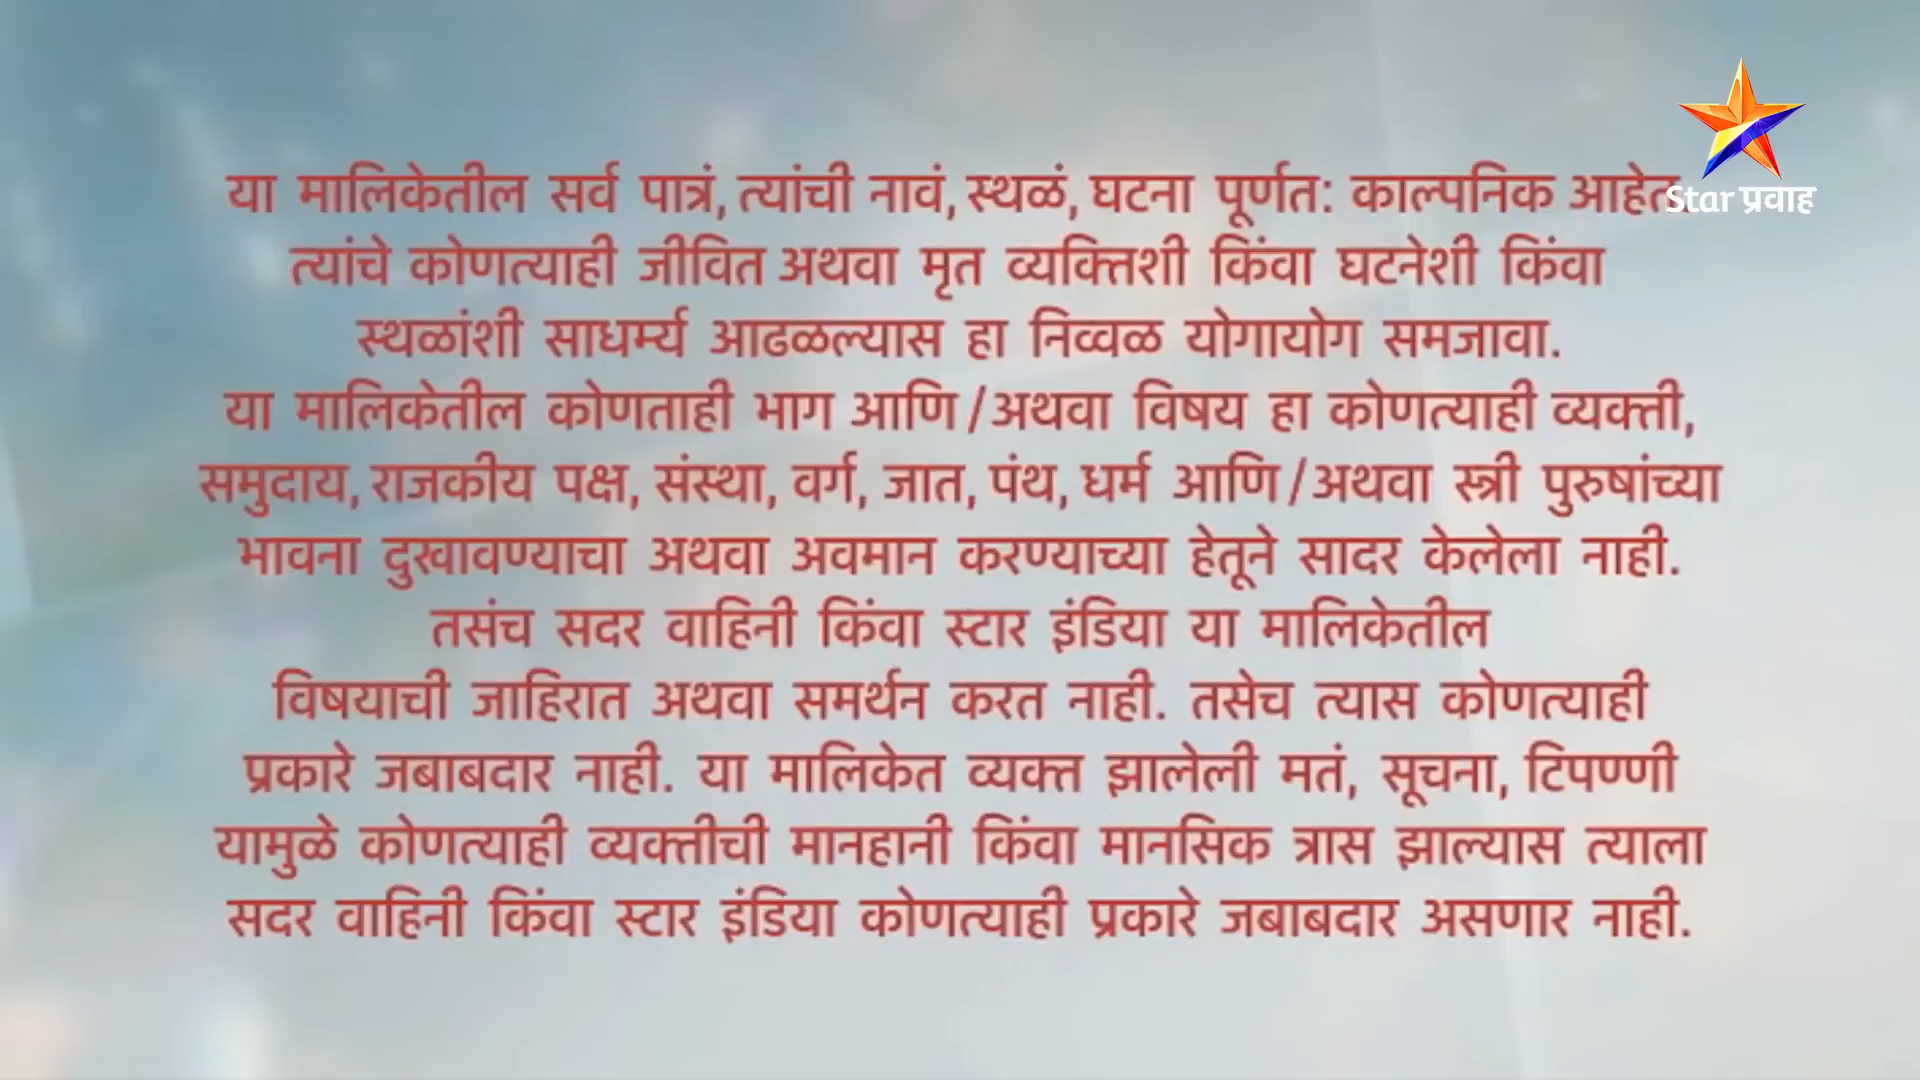 या मालिकेतील सर्व पात्रं, त्यांची नावं, स्थळं, घटना पूर्णत: काल्पनिक आहेत.
Star प्रवाह
त्यांचे कोणत्याही जीवित अथवा मृत व्यक्तिशी किंवा घटनेशी किंवा
स्थळांशी साधर्म्य आढळल्यास हा निव्वळ योगायोग समजावा.
या मालिकेतील कोणताही भाग आणि/अथवा विषय हा कोणत्याही व्यक्ती,
समुदाय, राजकीय पक्ष, संस्था, वर्ग, जात, पंथ, धर्म आणि/अथवा स्त्री पुरुषांच्या
भावना दुखावण्याचा अथवा अवमान करण्याच्या हेतूने सादर केलेला नाही.
तसंच सदर वाहिनी किंवा स्टार इंडिया या मालिकेतील
विषयाची जाहिरात अथवा समर्थन करत नाही. तसेच त्यास कोणत्याही
प्रकारे जबाबदार नाही. या मालिकेत व्यक्त झालेली मतं, सूचना, टिपण्णी
यामुळे कोणत्याही व्यक्तीची मानहानी किंवा मानसिक त्रास झाल्यास त्याला
सदर वाहिनी किंवा स्टार इंडिया कोणत्याही प्रकारे जबाबदार असणार नाही.